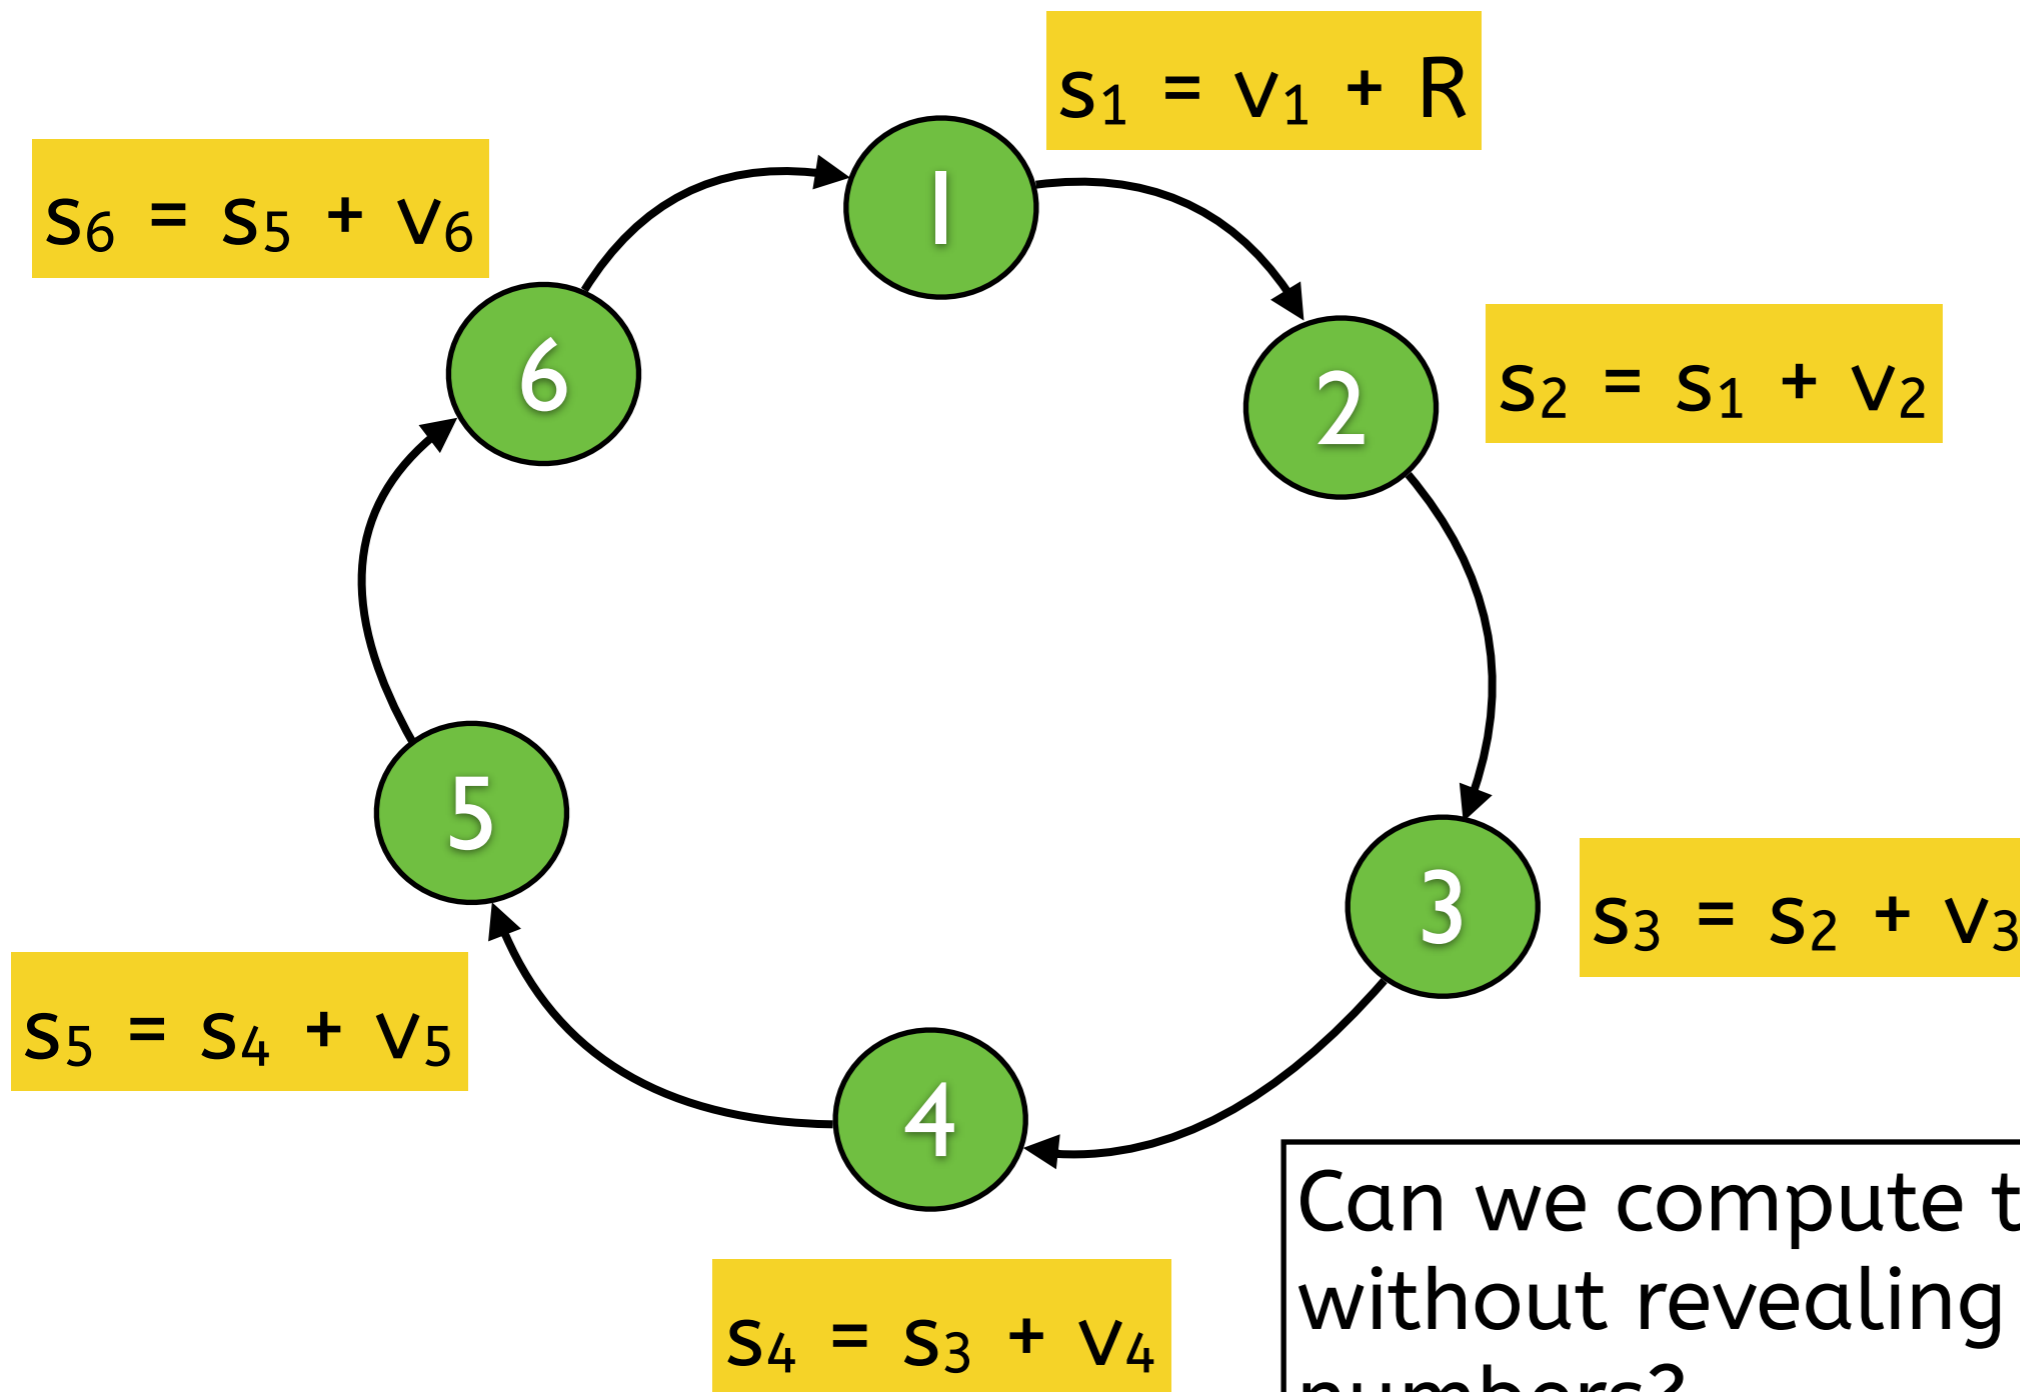 s₁ = v₁ + R
1
s₆ = s₅ + v₆
6
2
s₂ = s₁ + v₂
5
3
s₃ = s₂ + v₃
s₅ = s₄ + v₅
4
s₄ = s₃ + v₄
Can we compute t
without revealing
numbers?